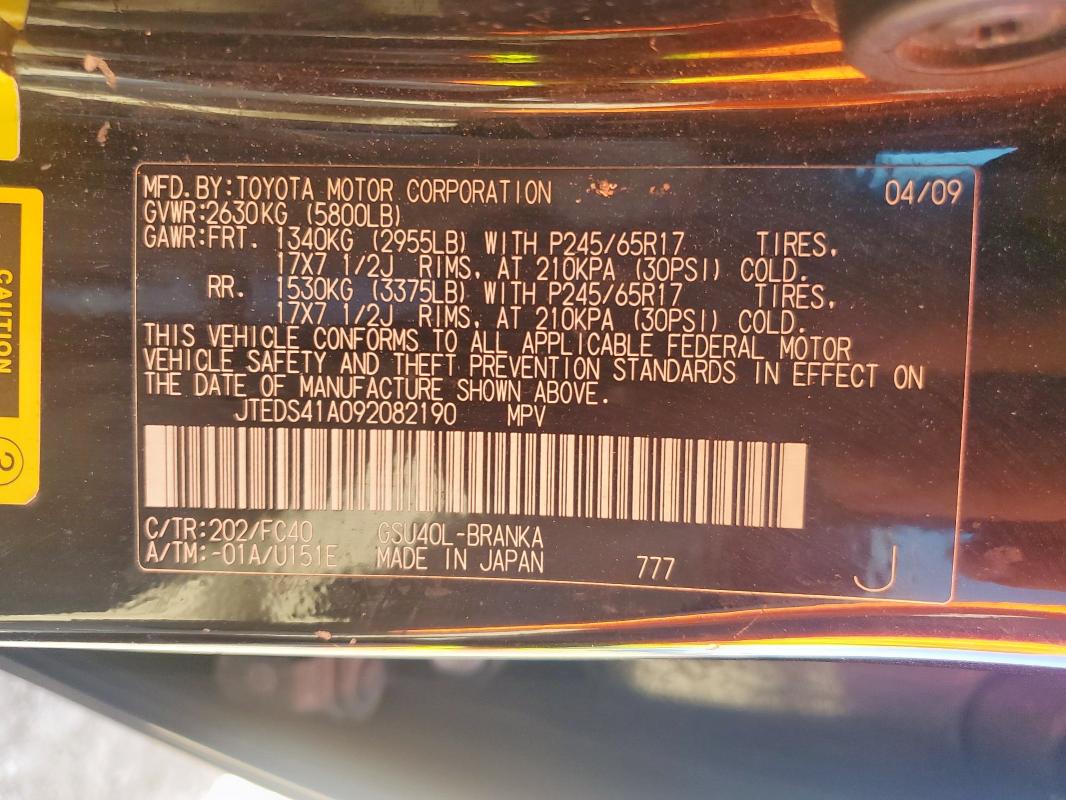 MFD. BY: TOYOTA MOTOR CORPORATION 04/09
GVWR: 2630KG (5800LB)
GAWR: FRT. 1340KG (2955LB) WITH P245/65R17 TIRES,
17X7 1/2J RIMS, AT 210KPA (30PSI) COLD.
RR. 1530KG (3375LB) WITH P245/65R17 TIRES,
17X7 1/2J RIMS, AT 210KPA (30PSI) COLD.
THIS VEHICLE CONFORMS TO ALL APPLICABLE FEDERAL MOTOR
VEHICLE SAFETY AND THEFT PREVENTION STANDARDS IN EFFECT ON
THE DATE OF MANUFACTURE SHOWN ABOVE.
JTEDS41A092082190 MPV
C/TR: 202/FC40 GSU40L-BRANKA
A/TM: -01A/U151E MADE IN JAPAN 777 J
CAUTION
2